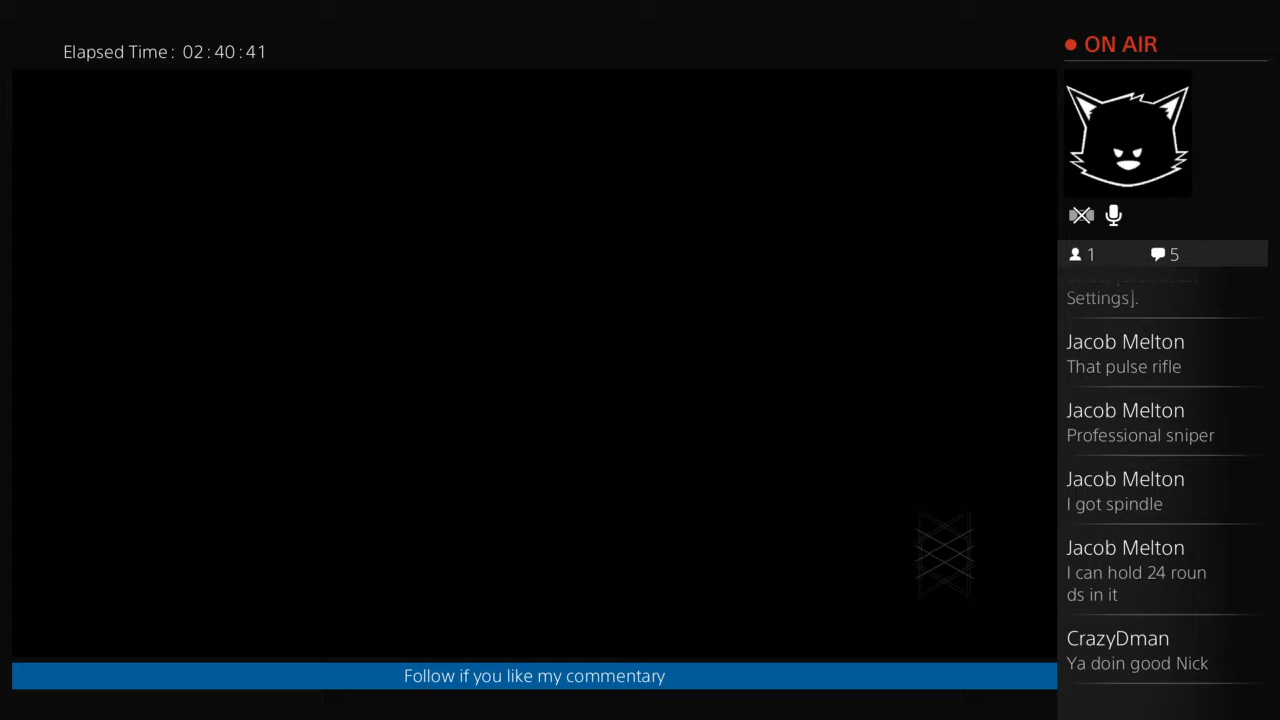 Elapsed Time: 02:40:41
ON AIR
1
5
Settings].
Jacob Melton
That pulse rifle
Jacob Melton
Professional sniper
Jacob Melton
I got spindle
Jacob Melton
I can hold 24 roun
ds in it
CrazyDman
Ya doin good Nick
Follow if you like my commentary